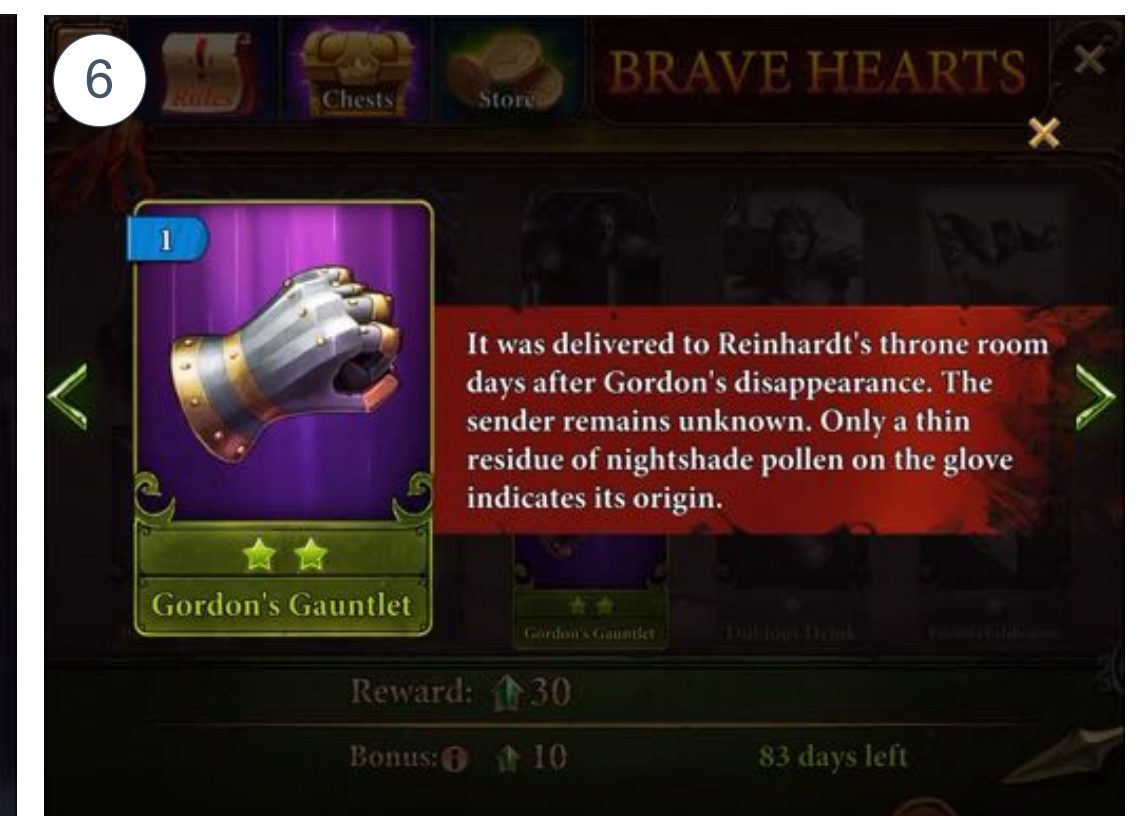 6
Rules
Chests
Store
BRAVE HEARTS
1
It was delivered to Reinhardt's throne room
days after Gordon's disappearance. The
sender remains unknown. Only a thin
residue of nightshade pollen on the glove
indicates its origin.
Gordon's Gauntlet
Gordon's Gauntlet
Dubious Drink
Reward: 30
Bonus: 10
83 days left